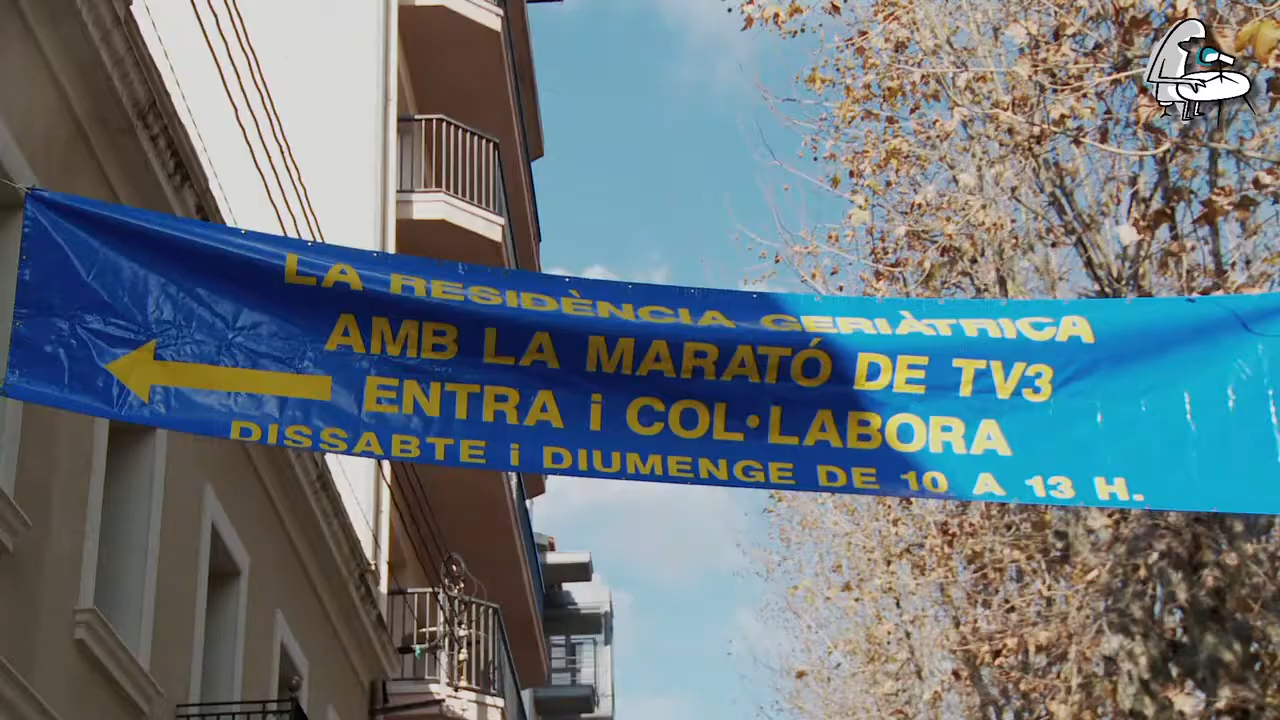 LA RESIDÈNCIA GERIÀTRICA
AMB LA MARATÓ DE TV3
ENTRA i COL·LABORA
DISSABTE i DIUMENGE DE 10 A 13 H.